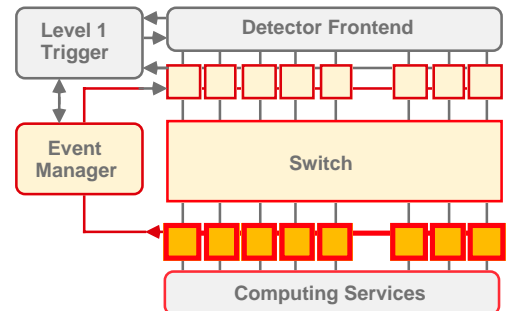 Level 1
Trigger
Detector Frontend
Event
Manager
Switch
Computing Services